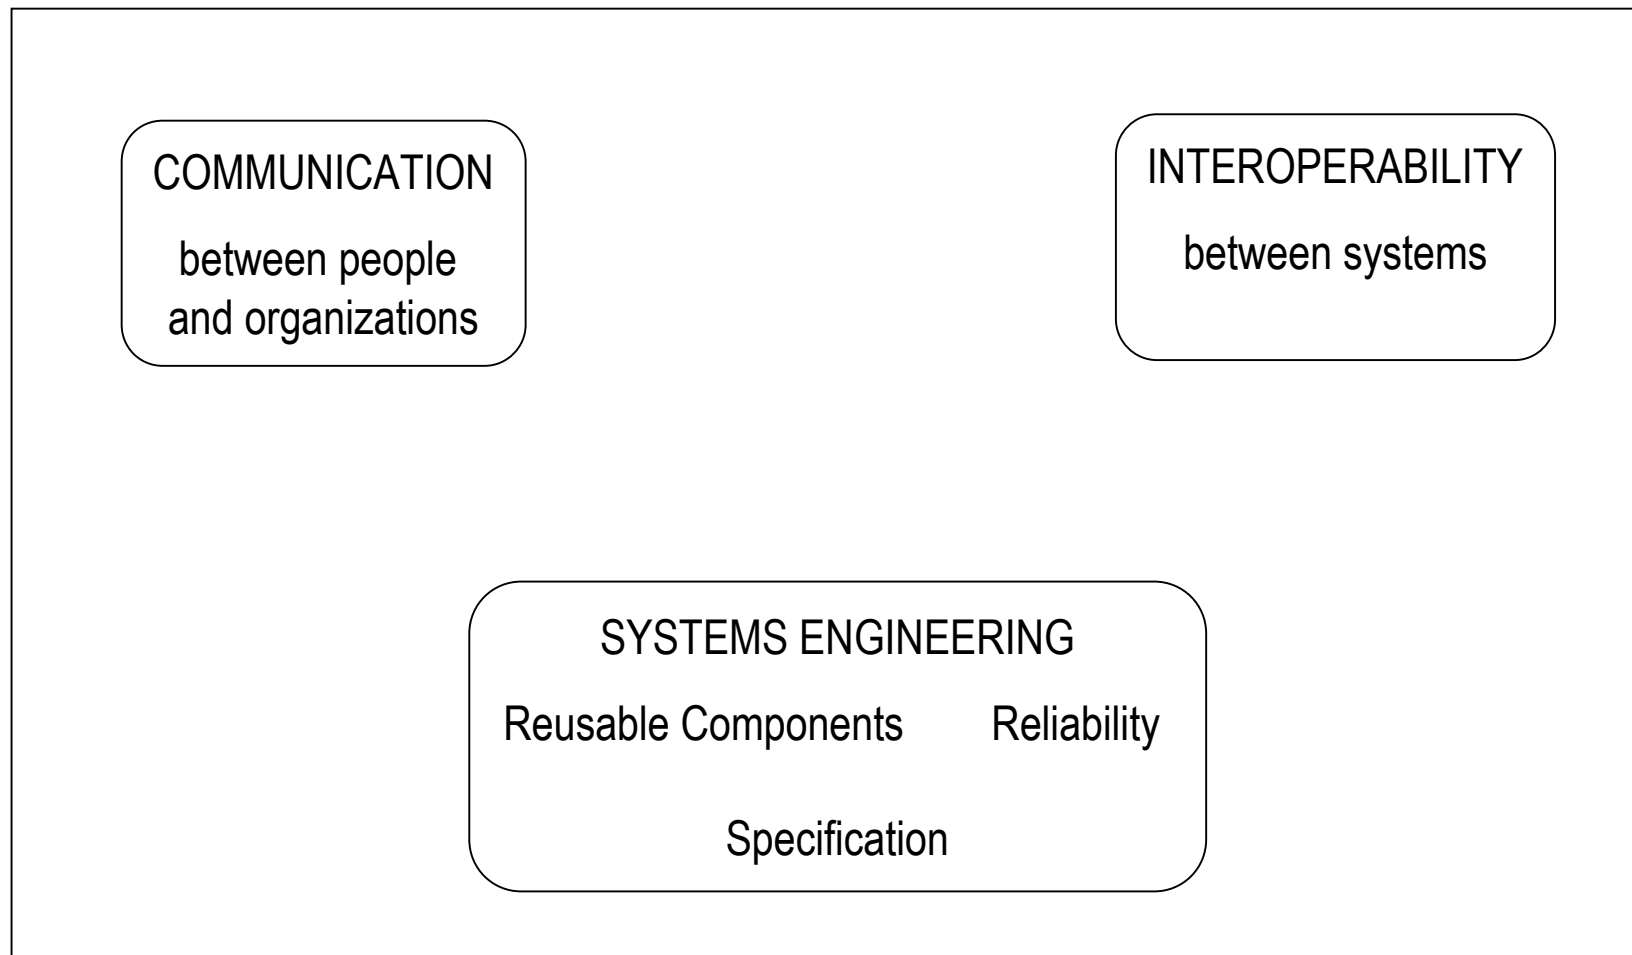 COMMUNICATION
between people
and organizations
INTEROPERABILITY
between systems
SYSTEMS ENGINEERING
Reusable Components Reliability
Specification